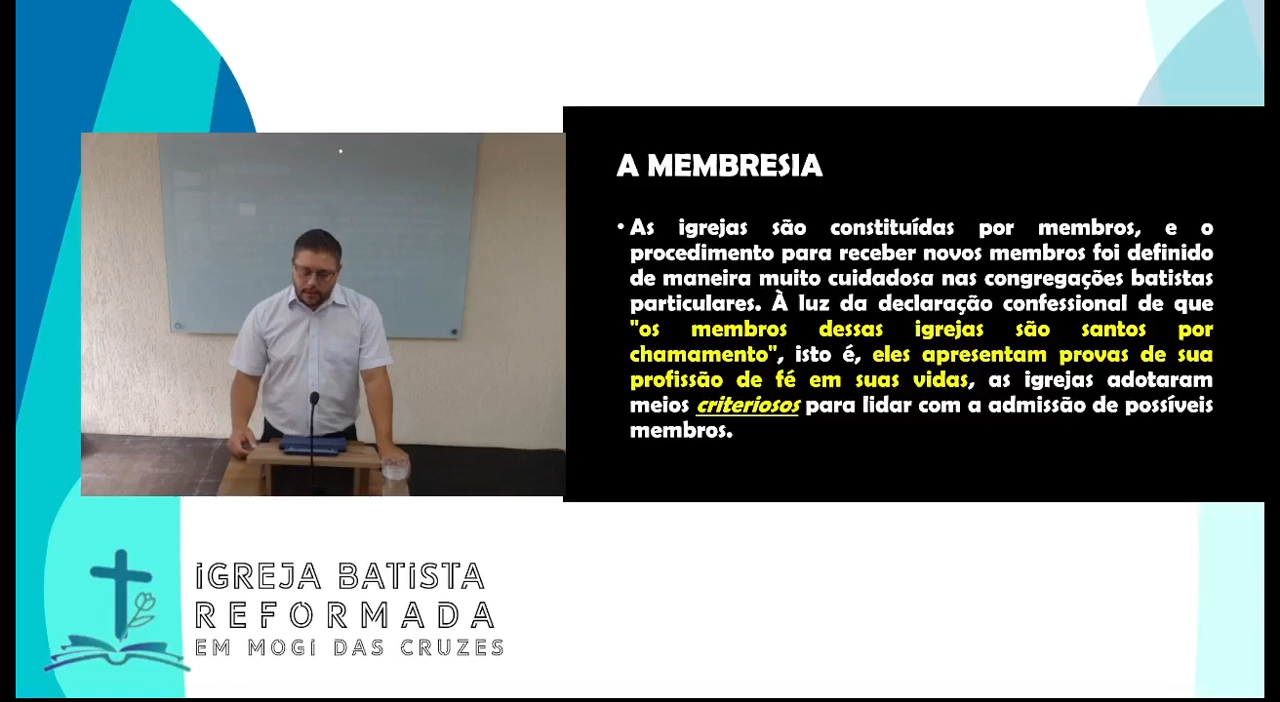 A MEMBRESIA
• As igrejas são constituídas por membros, e o
procedimento para receber novos membros foi definido
de maneira muito cuidadosa nas congregações batistas
particulares. À luz da declaração confessional de que
"os membros dessas igrejas são santos por
chamamento", isto é, eles apresentam provas de sua
profissão de fé em suas vidas, as igrejas adotaram
meios criteriosos para lidar com a admissão de possíveis
membros.
IGREJA BATISTA
REFORMADA
EM MOGI DAS CRUZES